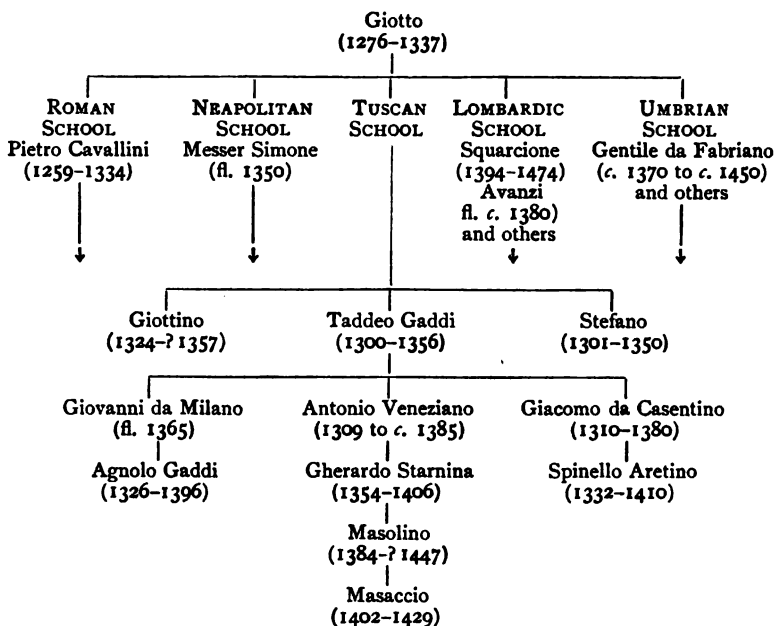 Giotto
(1276–1337)
ROMAN
SCHOOL
Pietro Cavallini
(1259–1334)
NEAPOLITAN
SCHOOL
Messer Simone
(fl. 1350)
TUSCAN
SCHOOL
LOMBARDIC
SCHOOL
Squarcione
(1394–1474)
Avanzi
fl. c. 1380)
and others
UMBRIAN
SCHOOL
Gentile da Fabriano
(c. 1370 to c. 1450)
and others
Giottino
(1324–? 1357)
Taddeo Gaddi
(1300–1356)
Stefano
(1301–1350)
Giovanni da Milano
(fl. 1365)
Antonio Veneziano
(1309 to c. 1385)
Giacomo da Casentino
(1310–1380)
Agnolo Gaddi
(1326–1396)
Gherardo Starnina
(1354–1406)
Spinello Aretino
(1332–1410)
Masolino
(1384–? 1447)
Masaccio
(1402–1429)